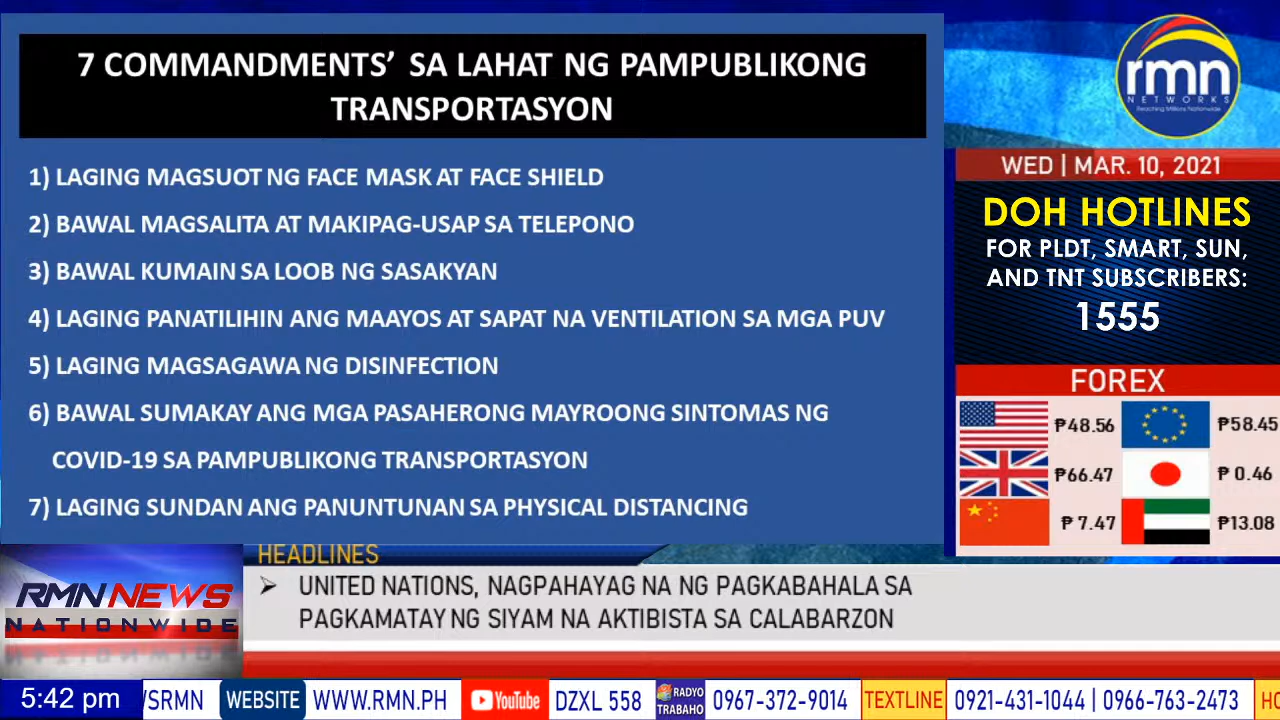 7 COMMANDMENTS’ SA LAHAT NG PAMPUBLIKONG
TRANSPORTASYON
1) LAGING MAGSUOT NG FACE MASK AT FACE SHIELD
2) BAWAL MAGSALITA AT MAKIPAG-USAP SA TELEPONO
3) BAWAL KUMAIN SA LOOB NG SASAKYAN
4) LAGING PANATILIHIN ANG MAAYOS AT SAPAT NA VENTILATION SA MGA PUV
5) LAGING MAGSAGAWA NG DISINFECTION
6) BAWAL SUMAKAY ANG MGA PASAHERONG MAYROONG SINTOMAS NG
COVID-19 SA PAMPUBLIKONG TRANSPORTASYON
7) LAGING SUNDAN ANG PANUNTUNAN SA PHYSICAL DISTANCING
rmn
NETWORKS
Reaching Millions Nationwide
WED | MAR. 10, 2021
DOH HOTLINES
FOR PLDT, SMART, SUN,
AND TNT SUBSCRIBERS:
1555
FOREX
₱48.56 ₱58.45
₱66.47 ₱ 0.46
₱ 7.47 ₱13.08
HEADLINES
➢ UNITED NATIONS, NAGPAHAYAG NA NG PAGKABAHALA SA
PAGKAMATAY NG SIYAM NA AKTIBISTA SA CALABARZON
RMN NEWS
NATIONWIDE
5:42 pm WSRMN WEBSITE WWW.RMN.PH YouTube DZXL 558 RADYO TRABAHO 0967-372-9014 TEXTLINE 0921-431-1044 | 0966-763-2473 HO